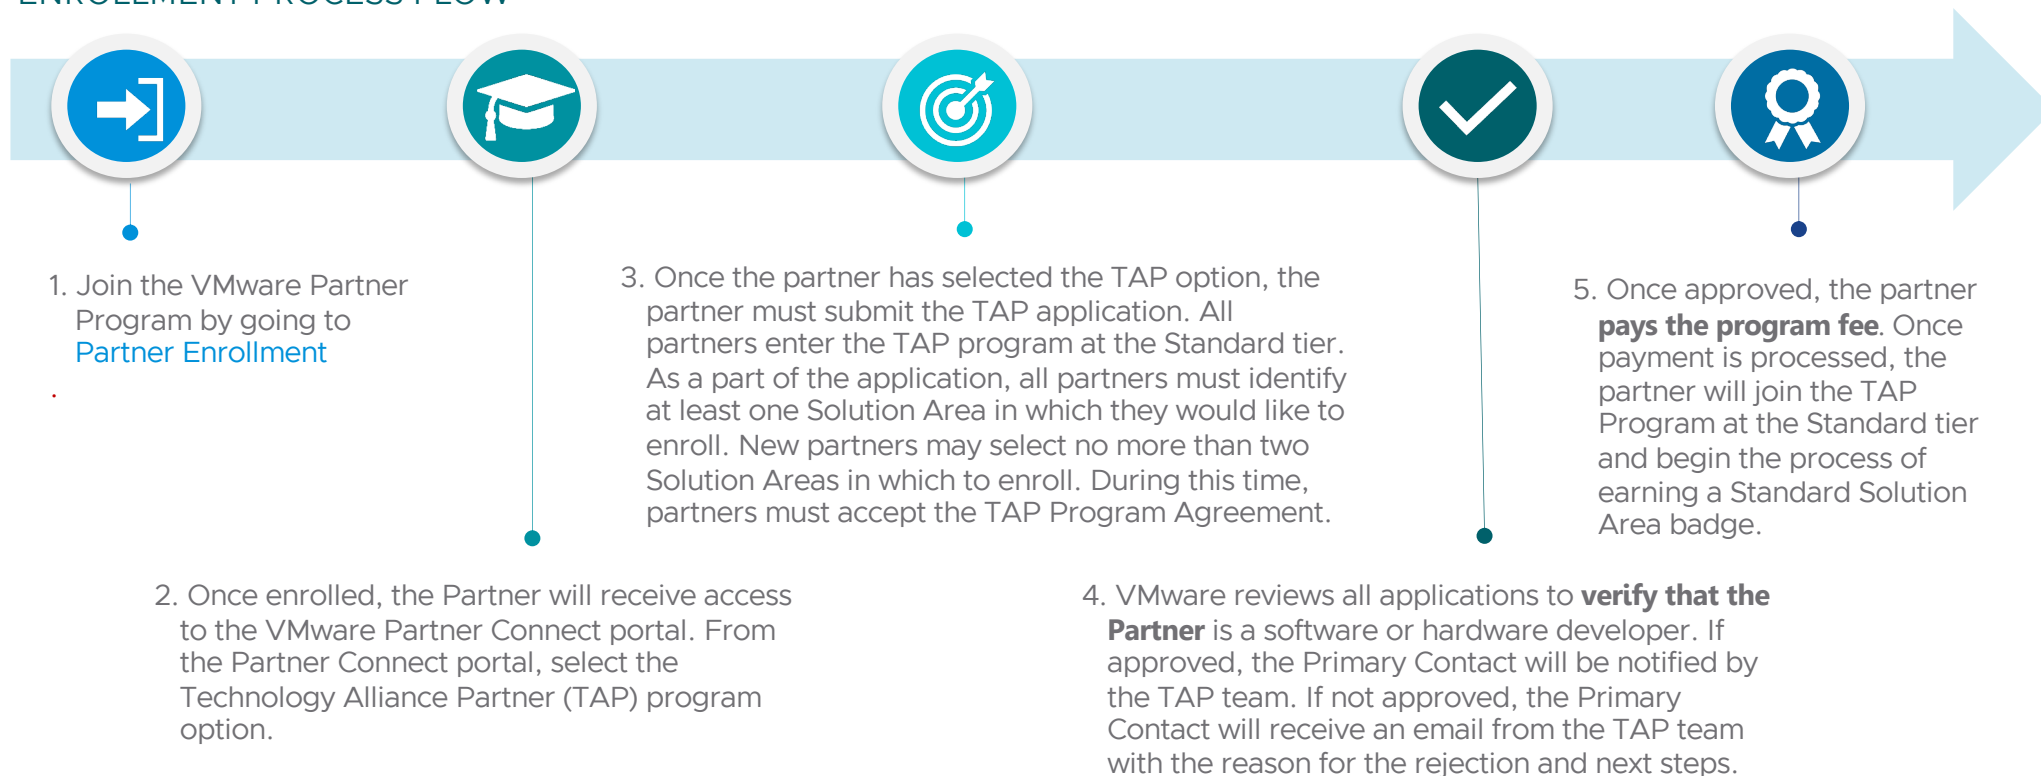 ENROLLMENT PROCESS FLOW
1. Join the VMware Partner
Program by going to
Partner Enrollment
.
2. Once enrolled, the Partner will receive access
to the VMware Partner Connect portal. From
the Partner Connect portal, select the
Technology Alliance Partner (TAP) program
option.
3. Once the partner has selected the TAP option, the
partner must submit the TAP application. All
partners enter the TAP program at the Standard tier.
As a part of the application, all partners must identify
at least one Solution Area in which they would like to
enroll. New partners may select no more than two
Solution Areas in which to enroll. During this time,
partners must accept the TAP Program Agreement.
4. VMware reviews all applications to verify that the
Partner is a software or hardware developer. If
approved, the Primary Contact will be notified by
the TAP team. If not approved, the Primary
Contact will receive an email from the TAP team
with the reason for the rejection and next steps.
5. Once approved, the partner
pays the program fee. Once
payment is processed, the
partner will join the TAP
Program at the Standard tier
and begin the process of
earning a Standard Solution
Area badge.